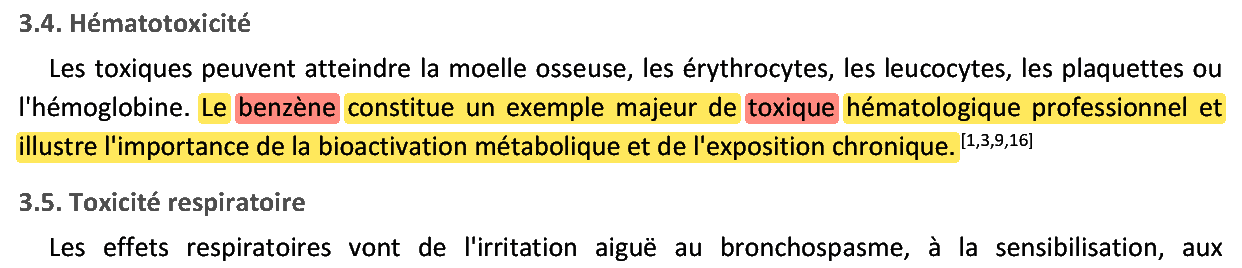 3.4. Hématotoxicité
Les toxiques peuvent atteindre la moelle osseuse, les érythrocytes, les leucocytes, les plaquettes ou
l'hémoglobine. Le benzène constitue un exemple majeur de toxique hématologique professionnel et
illustre l'importance de la bioactivation métabolique et de l'exposition chronique. [1,3,9,16]
3.5. Toxicité respiratoire
Les effets respiratoires vont de l'irritation aiguë au bronchospasme, à la sensibilisation, aux